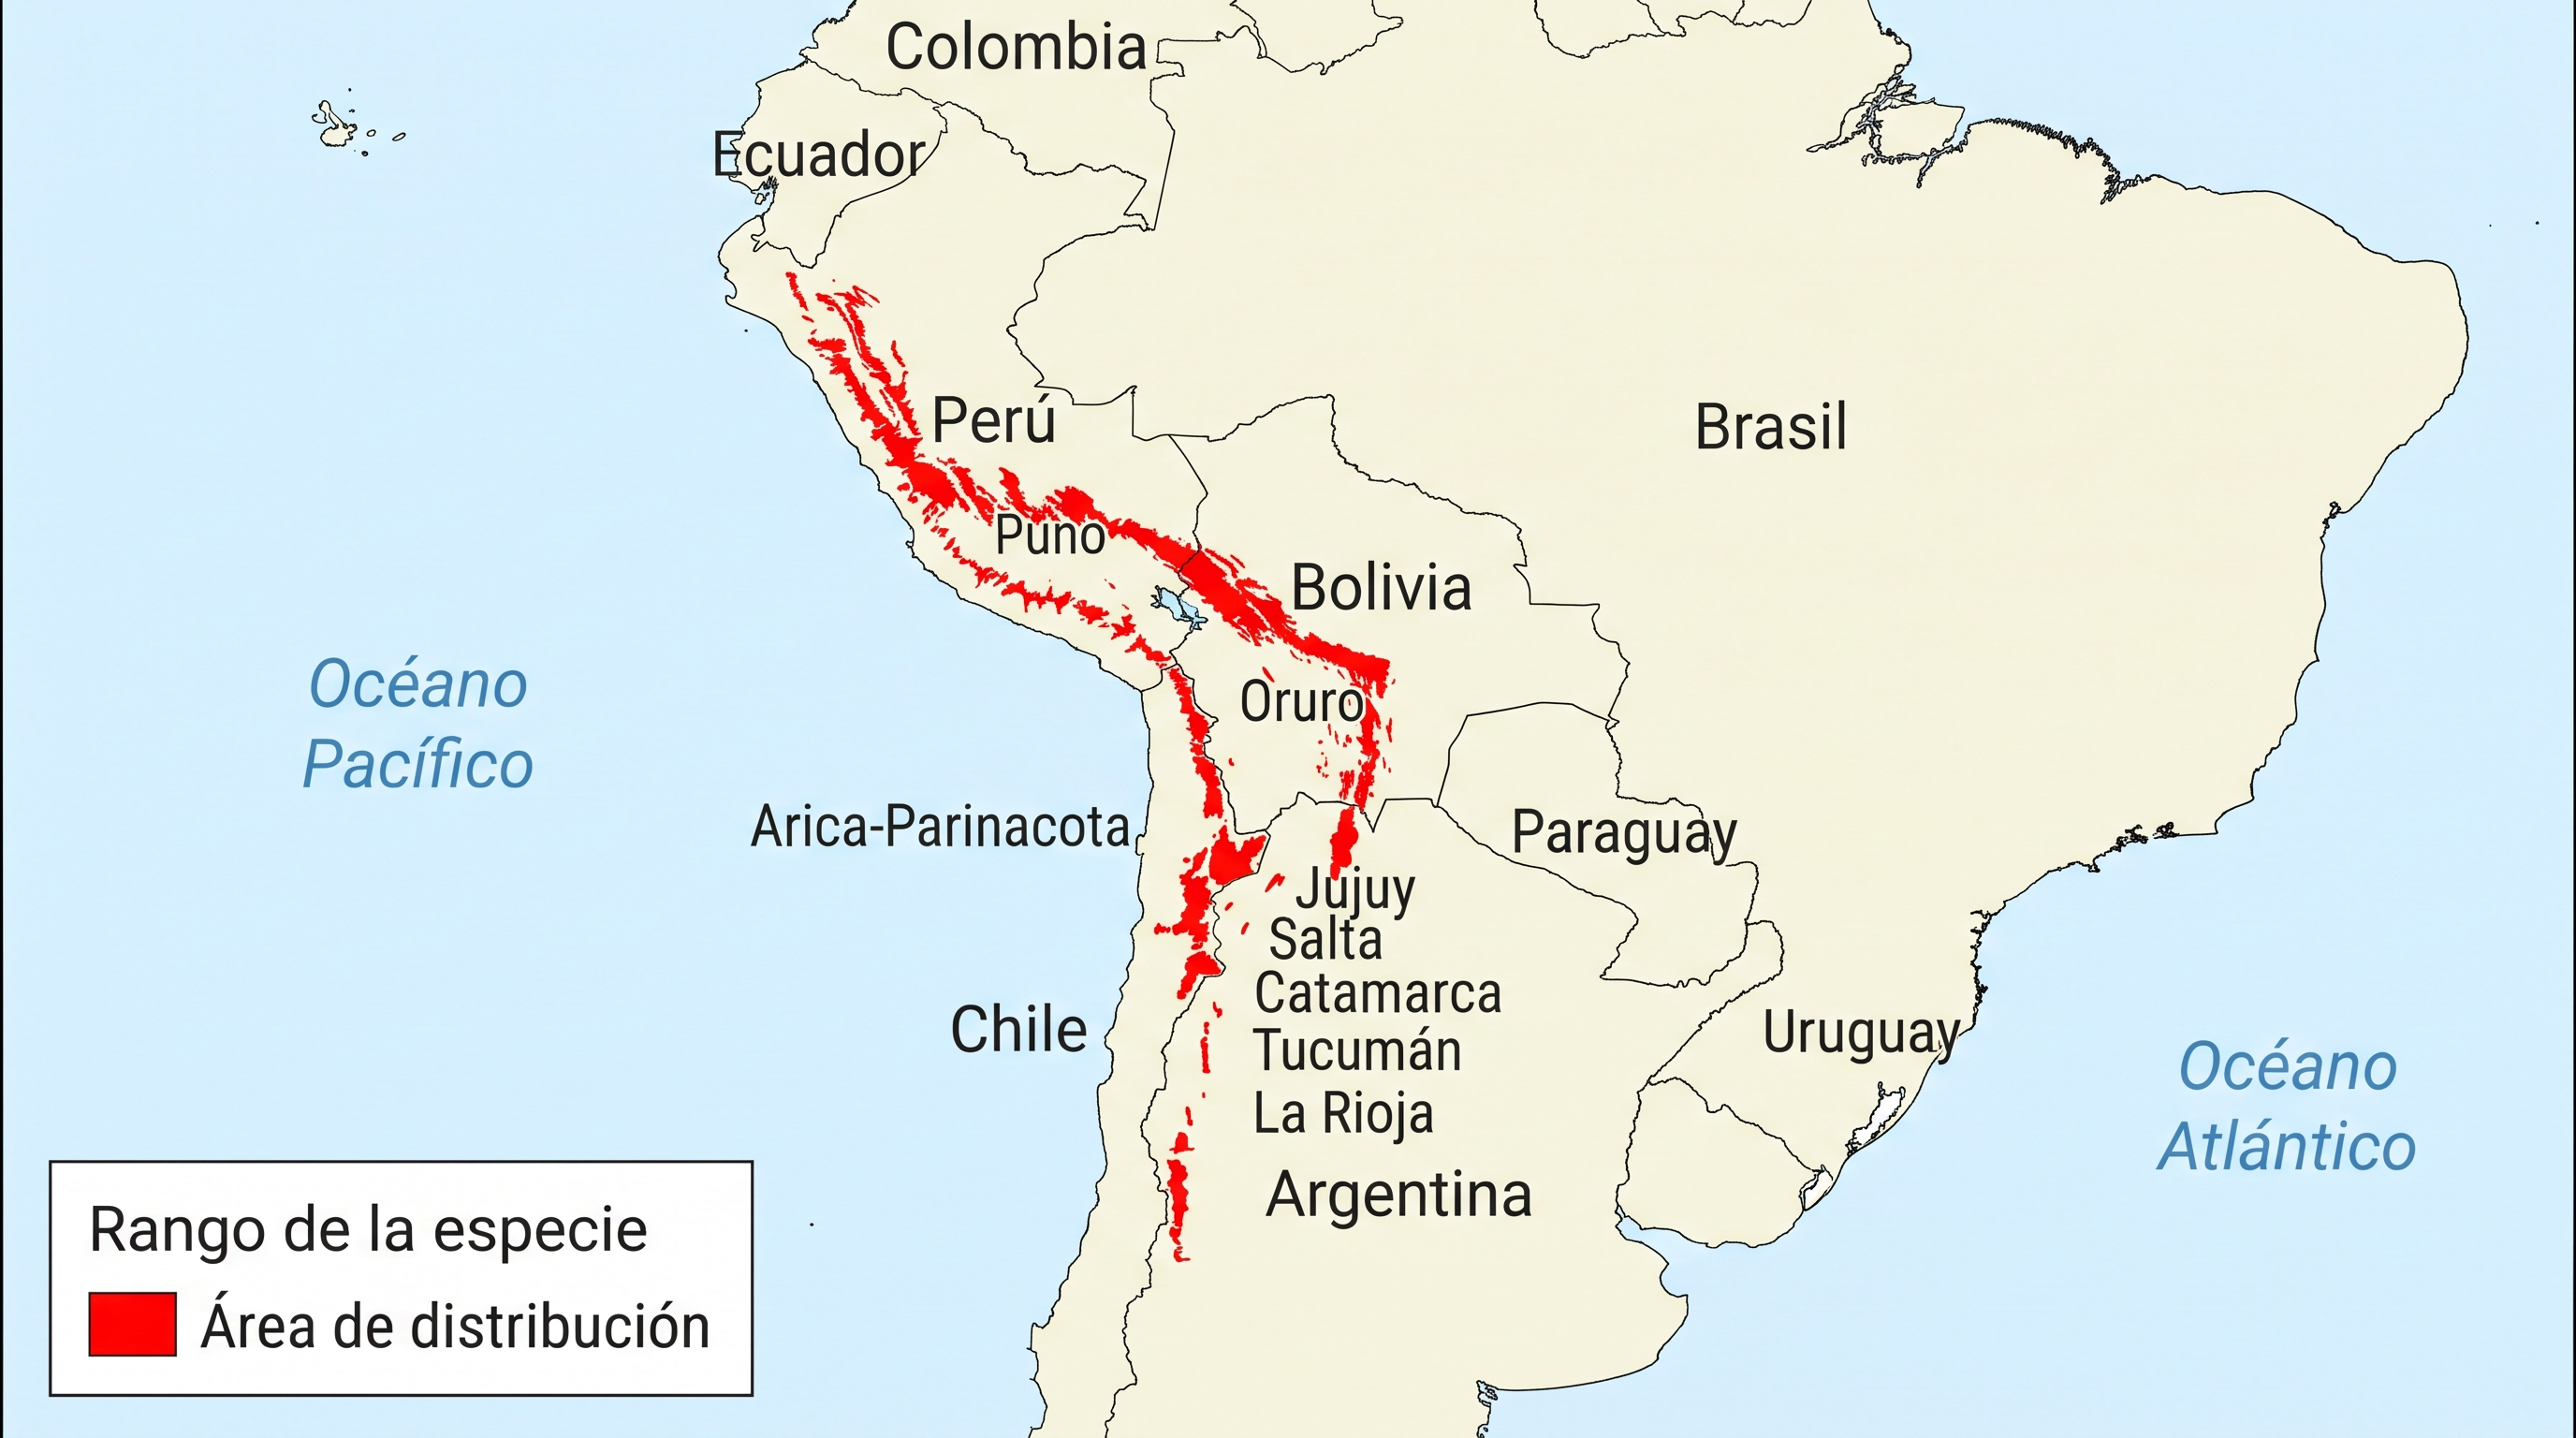 Colombia
Ecuador
Perú
Brasil
Puno
Bolivia
Océano
Pacífico
Oruro
Arica-Parinacota
Paraguay
Jujuy
Salta
Catamarca
Chile
Tucumán
Uruguay
La Rioja
Océano
Atlántico
Argentina
Rango de la especie
Área de distribución